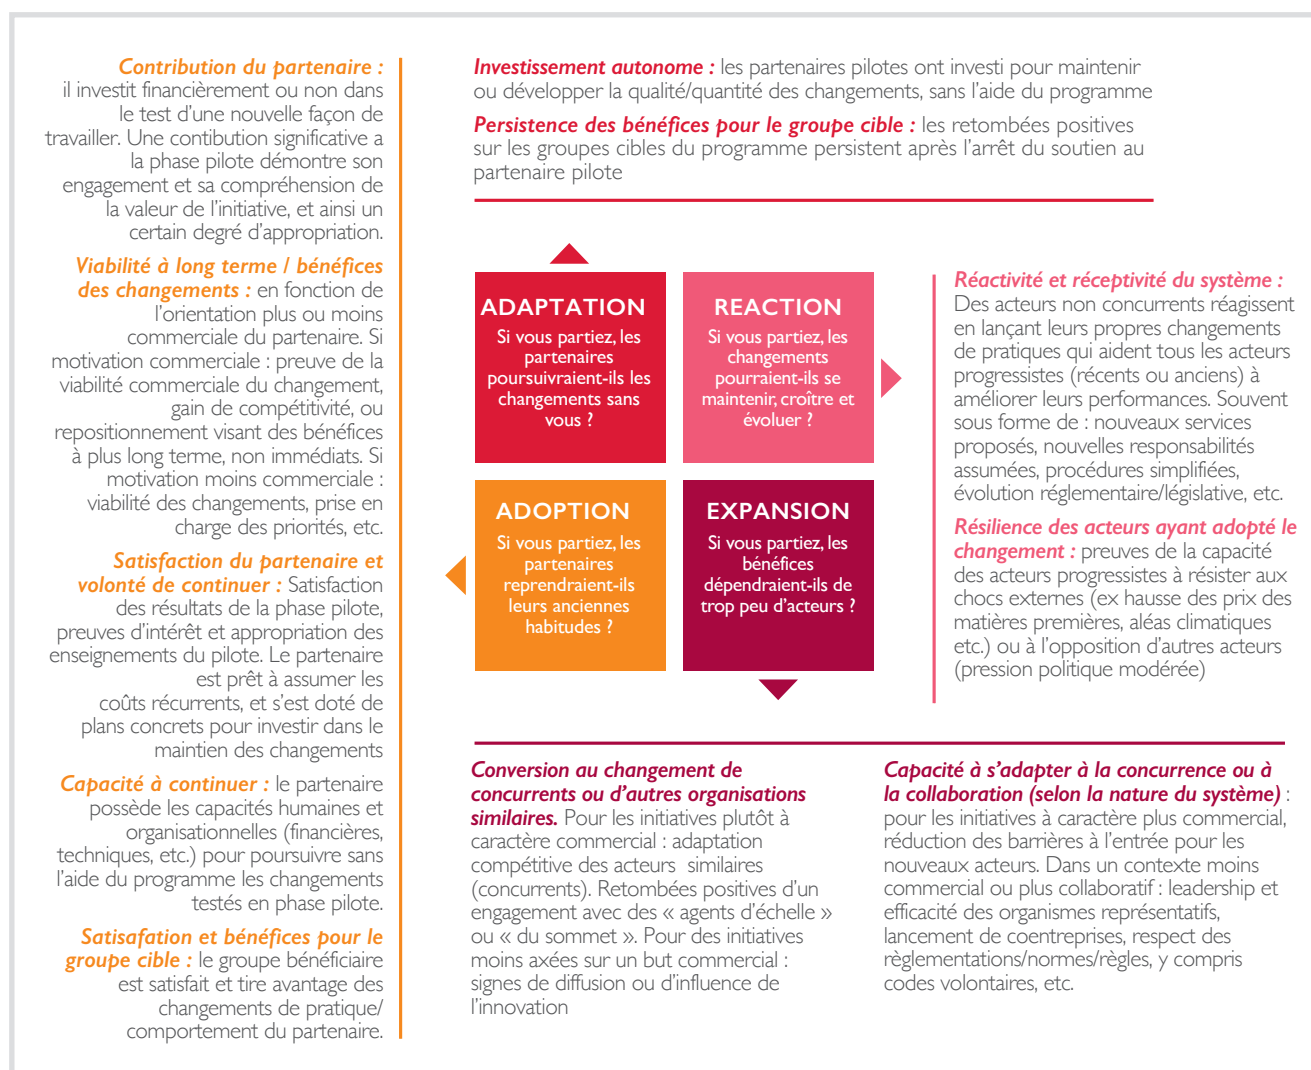 Contribution du partenaire :
il investit financièrement ou non dans
le test d’une nouvelle façon de
travailler. Une contibution significative a
la phase pilote démontre son
engagement et sa compréhension de
la valeur de l’initiative, et ainsi un
certain degré d’appropriation.
Viabilité à long terme / bénéfices
des changements : en fonction de
l’orientation plus ou moins
commerciale du partenaire. Si
motivation commerciale : preuve de la
viabilité commerciale du changement,
gain de compétitivité, ou
repositionnement visant des bénéfices
à plus long terme, non immédiats. Si
motivation moins commerciale :
viabilité des changements, prise en
charge des priorités, etc.
Satisfaction du partenaire et
volonté de continuer : Satisfaction
des résultats de la phase pilote,
preuves d’intérêt et appropriation des
enseignements du pilote. Le partenaire
est prêt à assumer les
coûts récurrents, et s’est doté de
plans concrets pour investir dans le
maintien des changements
Capacité à continuer : le partenaire
possède les capacités humaines et
organisationnelles (financières,
techniques, etc.) pour poursuivre sans
l’aide du programme les changements
testés en phase pilote.
Satisafation et bénéfices pour le
groupe cible : le groupe bénéficiaire
est satisfait et tire avantage des
changements de pratique/
comportement du partenaire.
Investissement autonome : les partenaires pilotes ont investi pour maintenir
ou développer la qualité/quantité des changements, sans l’aide du programme
Persistence des bénéfices pour le groupe cible : les retombées positives
sur les groupes cibles du programme persistent après l’arrêt du soutien au
partenaire pilote
ADAPTATION
Si vous partiez, les
partenaires
poursuivraient-ils les
changements sans
vous ?
REACTION
Si vous partiez, les
changements
pourraient-ils se
maintenir, croître et
évoluer ?
ADOPTION
Si vous partiez, les
partenaires
reprendraient-ils
leurs anciennes
habitudes ?
EXPANSION
Si vous partiez, les
bénéfices
dépendraient-ils de
trop peu d’acteurs ?
Réactivité et réceptivité du système :
Des acteurs non concurrents réagissent
en lançant leurs propres changements
de pratiques qui aident tous les acteurs
progressistes (récents ou anciens) à
améliorer leurs performances. Souvent
sous forme de : nouveaux services
proposés, nouvelles responsabilités
assumées, procédures simplifiées,
évolution réglementaire/législative, etc.
Résilience des acteurs ayant adopté le
changement : preuves de la capacité
des acteurs progressistes à résister aux
chocs externes (ex hausse des prix des
matières premières, aléas climatiques
etc.) ou à l’opposition d’autres acteurs
(pression politique modérée)
Conversion au changement de
concurrents ou d’autres organisations
similaires. Pour les initiatives plutôt à
caractère commercial : adaptation
compétitive des acteurs similaires
(concurrents). Retombées positives d’un
engagement avec des « agents d’échelle »
ou « du sommet ». Pour des initiatives
moins axées sur un but commercial :
signes de diffusion ou d’influence de
l’innovation
Capacité à s’adapter à la concurrence ou à
la collaboration (selon la nature du système) :
pour les initiatives à caractère plus commercial,
réduction des barrières à l’entrée pour les
nouveaux acteurs. Dans un contexte moins
commercial ou plus collaboratif : leadership et
efficacité des organismes représentatifs,
lancement de coentreprises, respect des
règlementations/normes/règles, y compris
codes volontaires, etc.